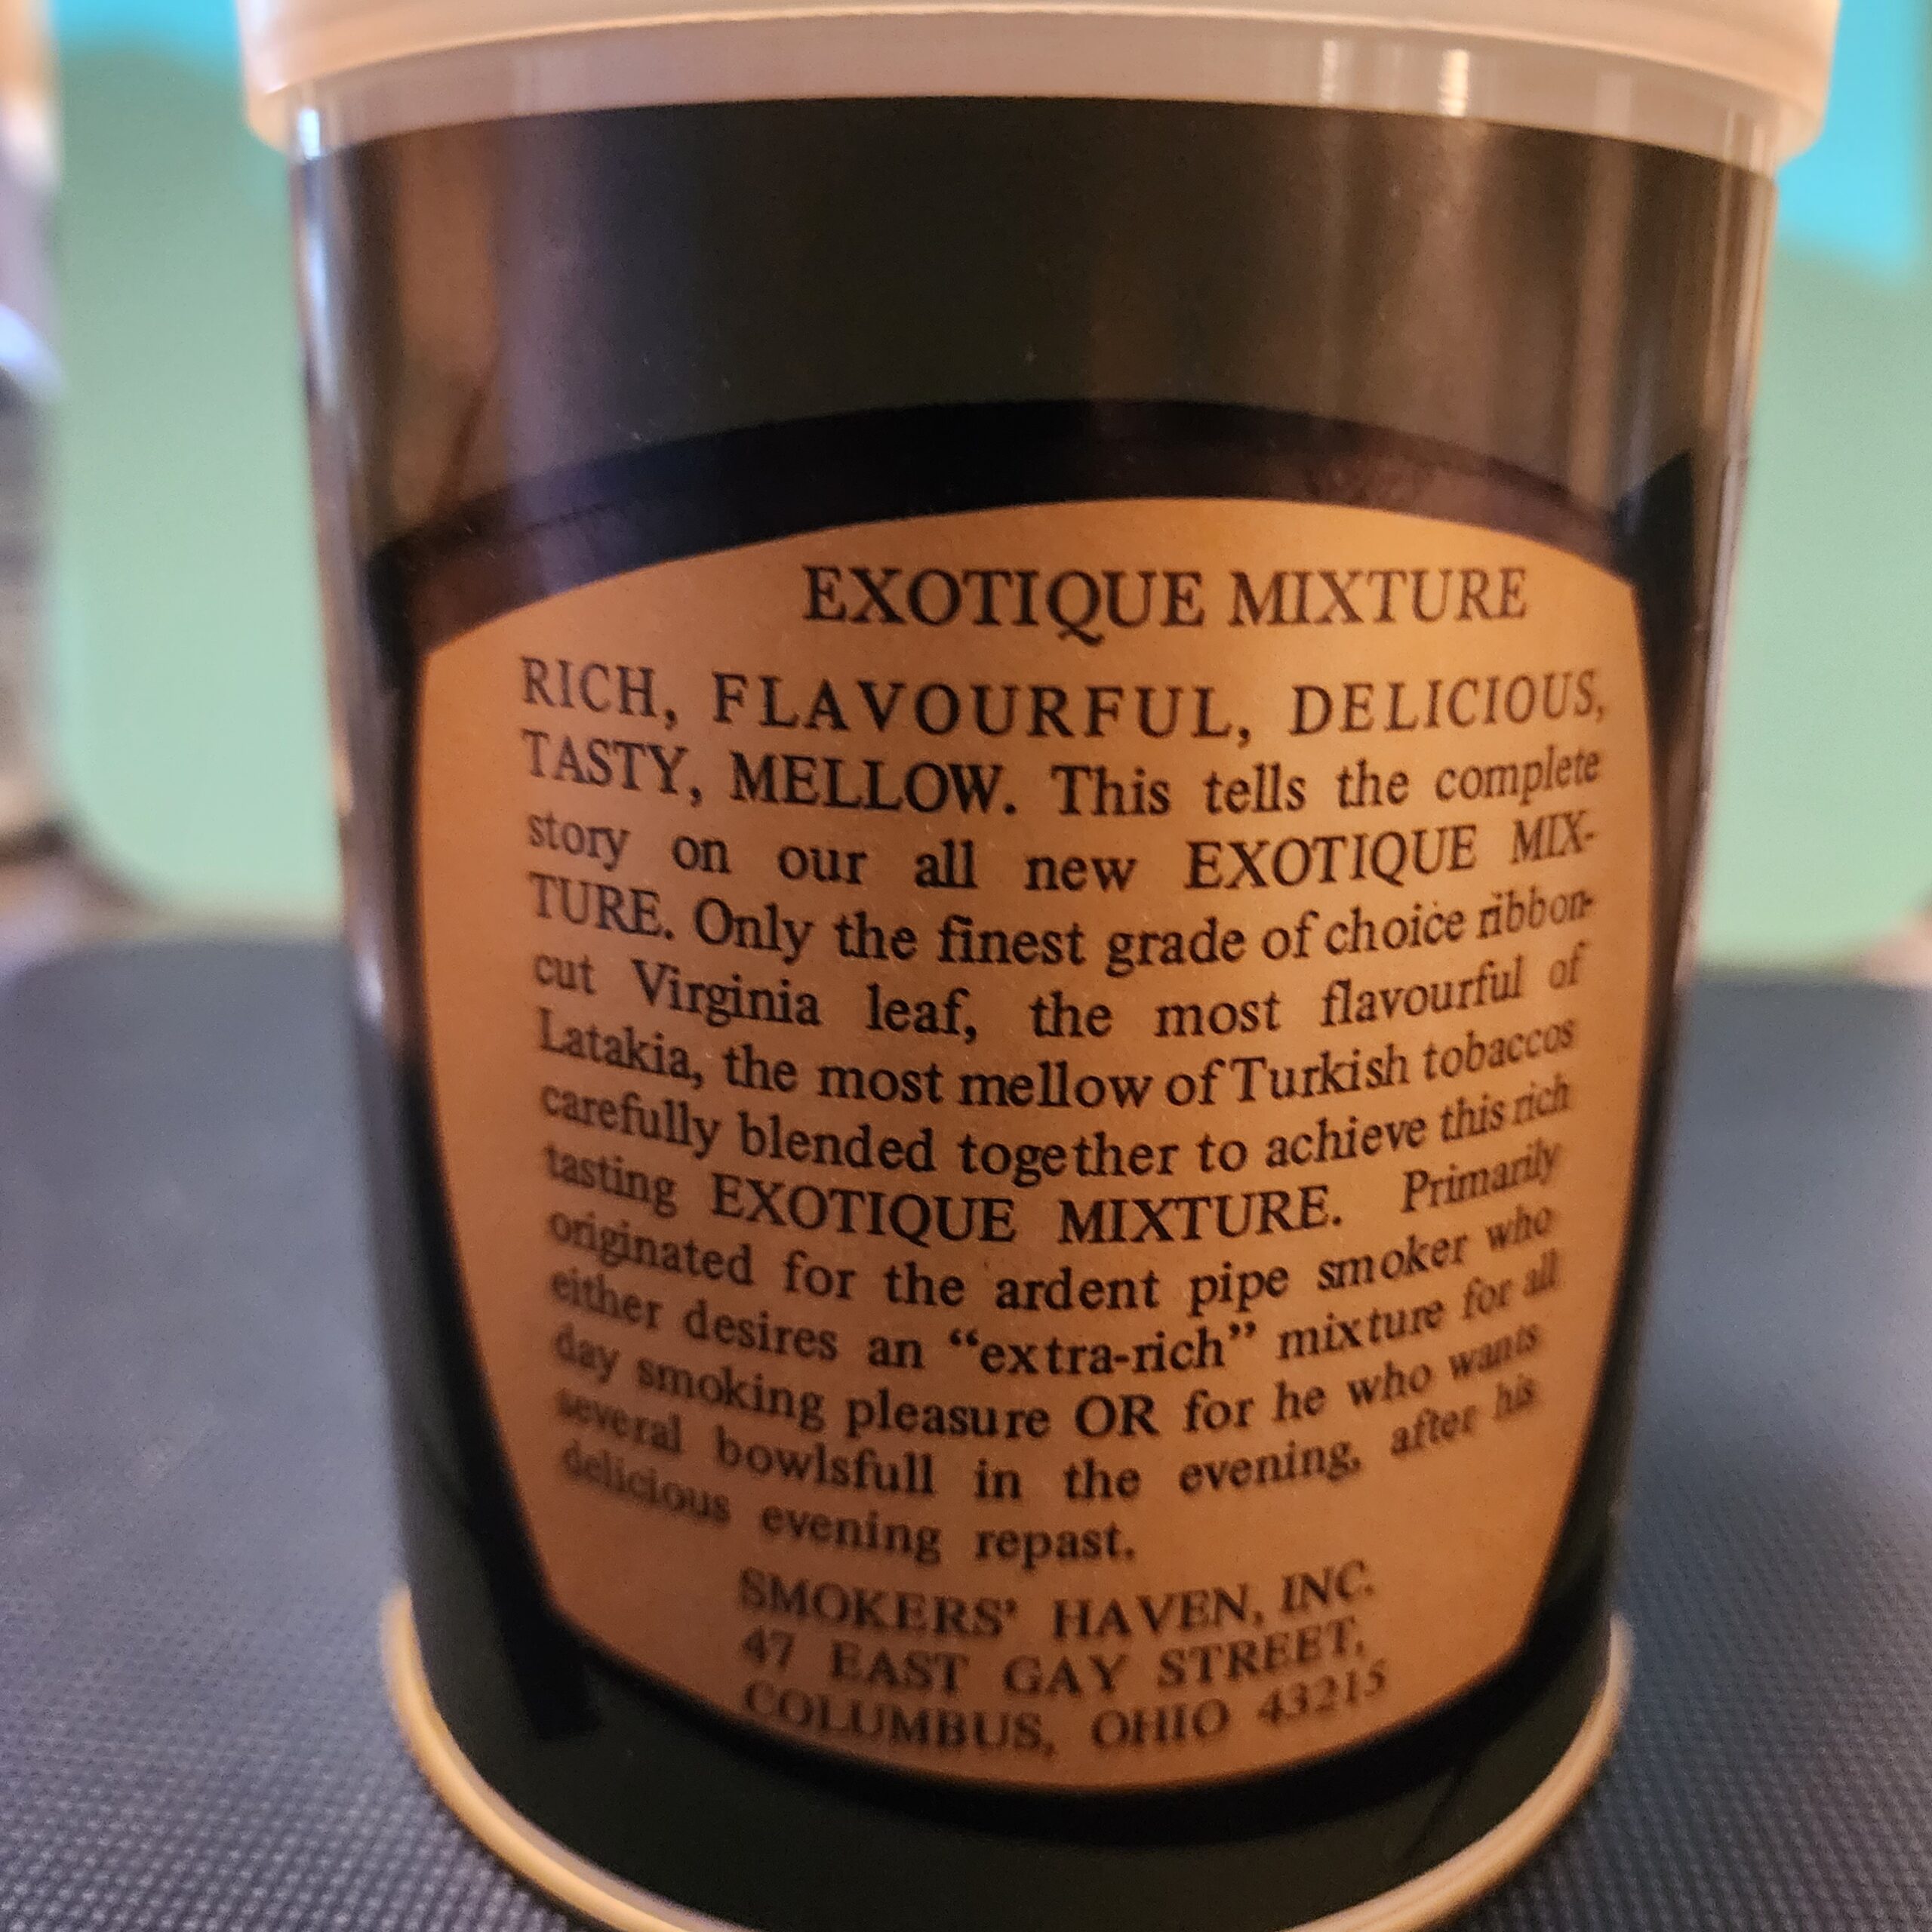 EXOTIQUE MIXTURE
RICH, FLAVOURFUL, DELICIOUS,
TASTY, MELLOW. This tells the complete
story on our all new EXOTIQUE MIX-
TURE. Only the finest grade of choice ribbon-
cut Virginia leaf, the most flavourful of
Latakia, the most mellow of Turkish tobaccos
carefully blended together to achieve this rich
tasting EXOTIQUE MIXTURE. Primarily
originated for the ardent pipe smoker who
either desires an “extra-rich” mixture for all
day smoking pleasure OR for he who wants
several bowlsfull in the evening, after his
delicious evening repast.
SMOKERS’ HAVEN, INC.
47 EAST GAY STREET,
COLUMBUS, OHIO 43215